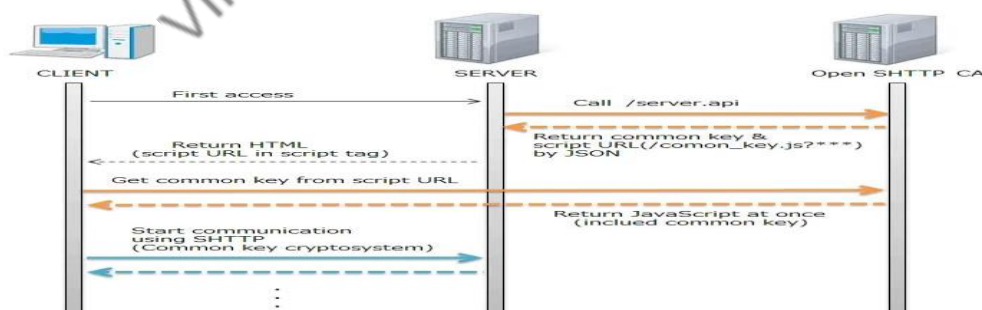 CLIENT
SERVER
Open SHTTP CA
First access
Call /server.api
Return common key &
script URL(/comon_key.js?***)
by JSON
Return HTML
(script URL in script tag)
Get common key from script URL
Return JavaScript at once
(inclued common key)
Start communication
using SHTTP
(Common key cryptosystem)